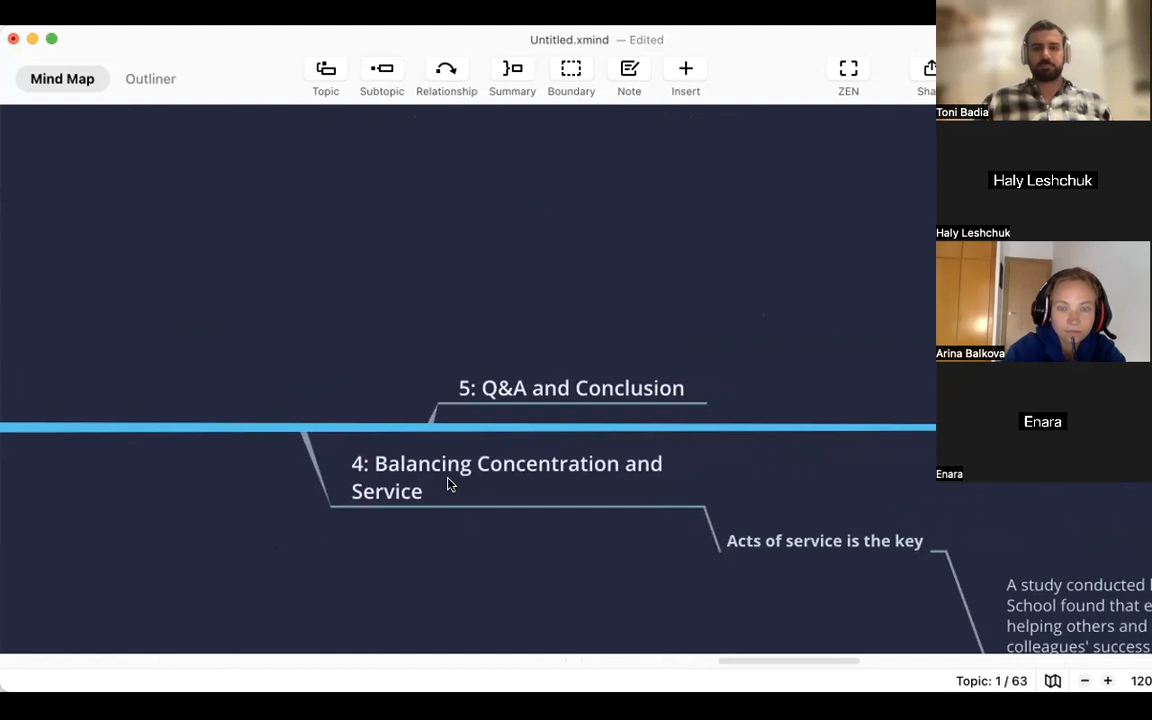 Untitled.xmind — Edited
Mind Map
Outliner
Topic
Subtopic
Relationship
Summary
Boundary
Note
Insert
ZEN
Sha
Toni Badia
Haly Leshchuk
Haly Leshchuk
Arina Balkova
Enara
Enara
5: Q&A and Conclusion
4: Balancing Concentration and
Service
Acts of service is the key
A study conducted
School found that e
helping others and
colleagues' success
Topic: 1 / 63
120